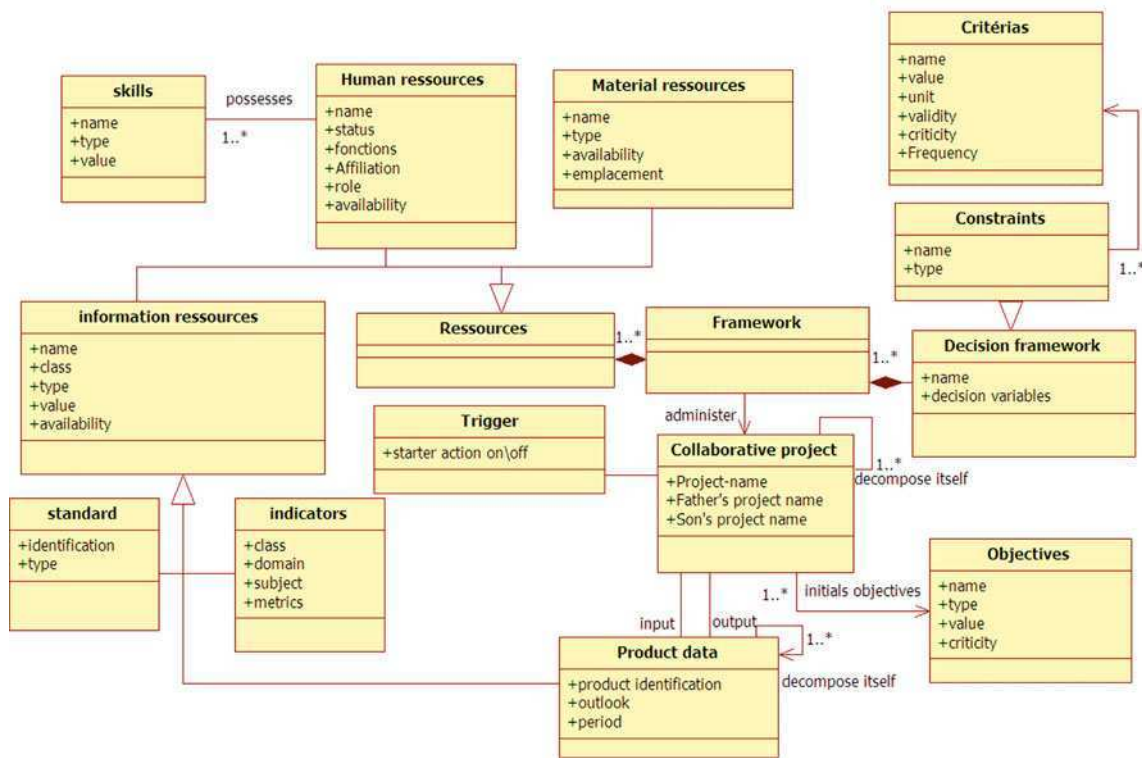 Critérias
+name
+value
+unit
+validity
+criticity
+Frequency
Human ressources
+name
+status
+fonctions
+Affiliation
+role
+availability
Material ressources
+name
+type
+availability
+emplacement
skills
+name
+type
+value
possesses
1..*
Constraints
+name
+type
1..*
information ressources
+name
+class
+type
+value
+availability
Ressources
1..*
Framework
1..*
Decision framework
+name
+decision variables
administer
Trigger
+starter action on\off
Collaborative project
+Project-name
+Father's project name
+Son's project name
1..*
decompose itself
standard
+identification
+type
indicators
+class
+domain
+subject
+metrics
Objectives
+name
+type
+value
+criticity
1..*
initials objectives
input
output
1..*
decompose itself
Product data
+product identification
+outlook
+period